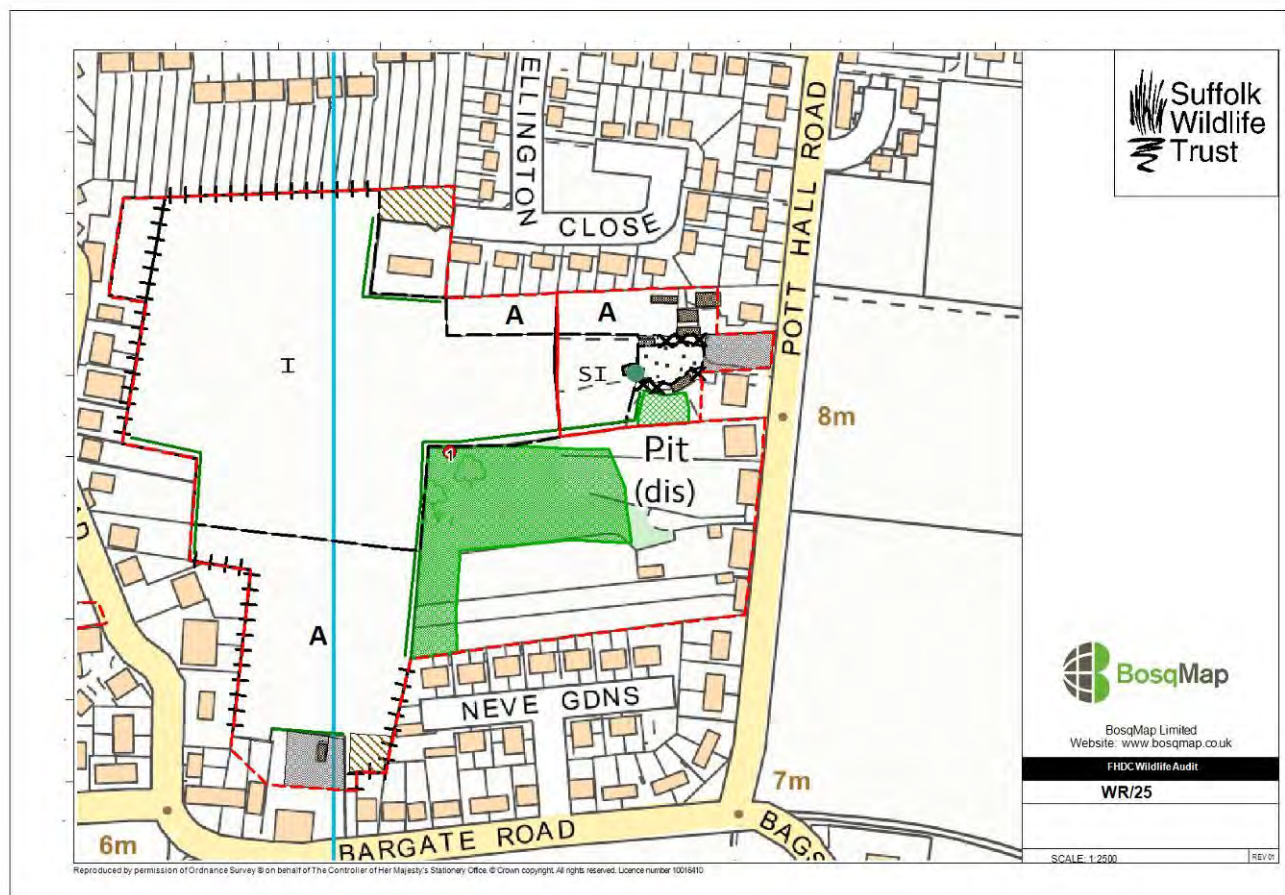 ELLINGTON
CLOSE
POTT HALL ROAD
A
A
I
SI
8m
1
Pit
(dis)
A
NEVE GDNS
7m
BARGATE ROAD
BAGS
6m
Suffolk
Wildlife
Trust
BosqMap
BosqMap Limited
Website: www.bosqmap.co.uk
FHDC Wildlife Audit
WR/25
SCALE: 1:2500
REV 01
Reproduced by permission of Ordnance Survey ® on behalf of The Controller of Her Majesty's Stationery Office. © Crown copyright. All rights reserved. Licence number 10016410